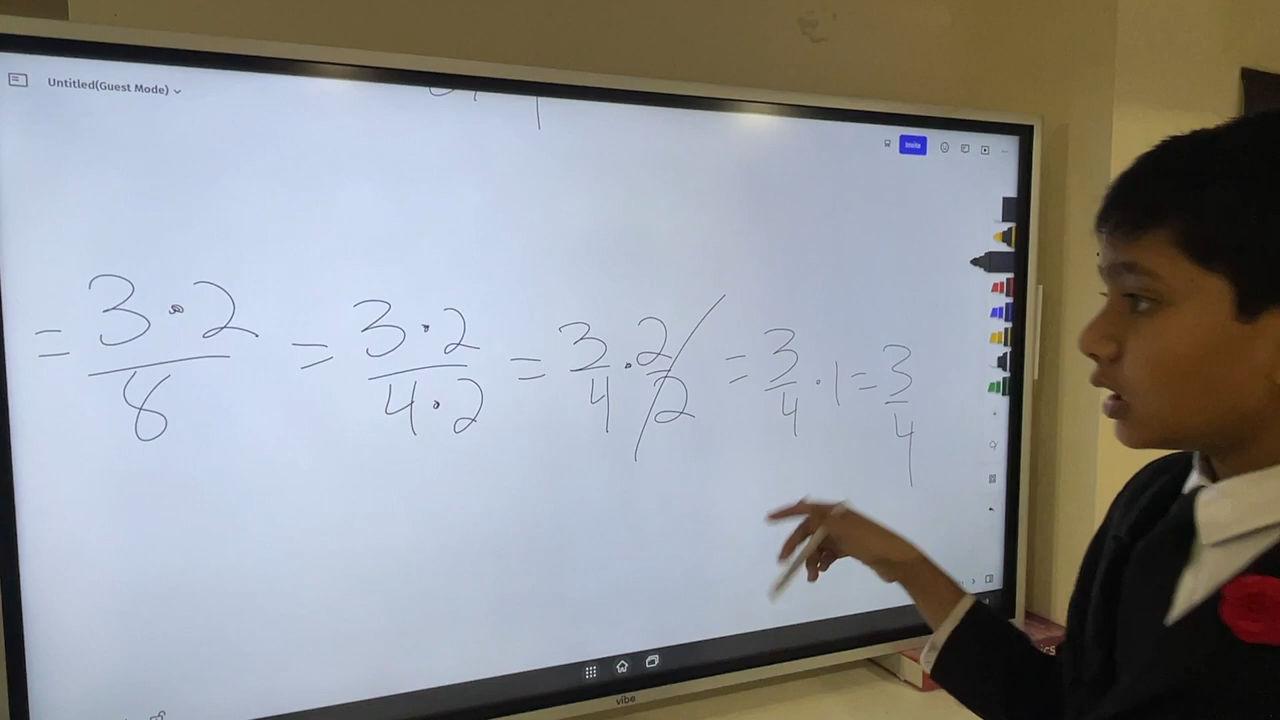 Untitled(Guest Mode)
Invite
= 3·2/8 = 3·2/4·2 = 3/4 · 2/2 = 3/4 · 1 = 3/4
vibe